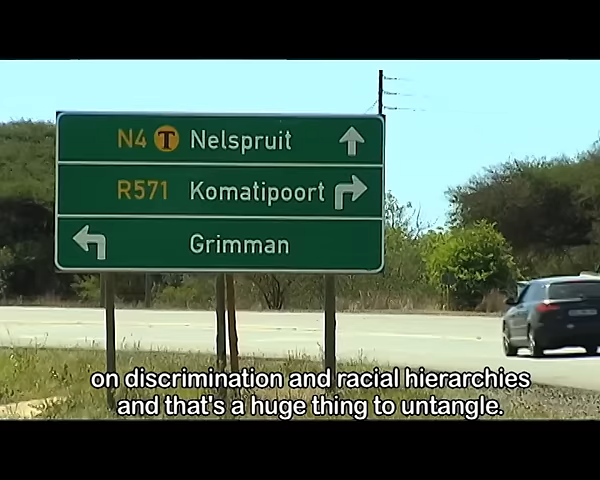 N4 T Nelspruit
R571 Komatipoort
Grimman
on discrimination and racial hierarchies
and that's a huge thing to untangle.